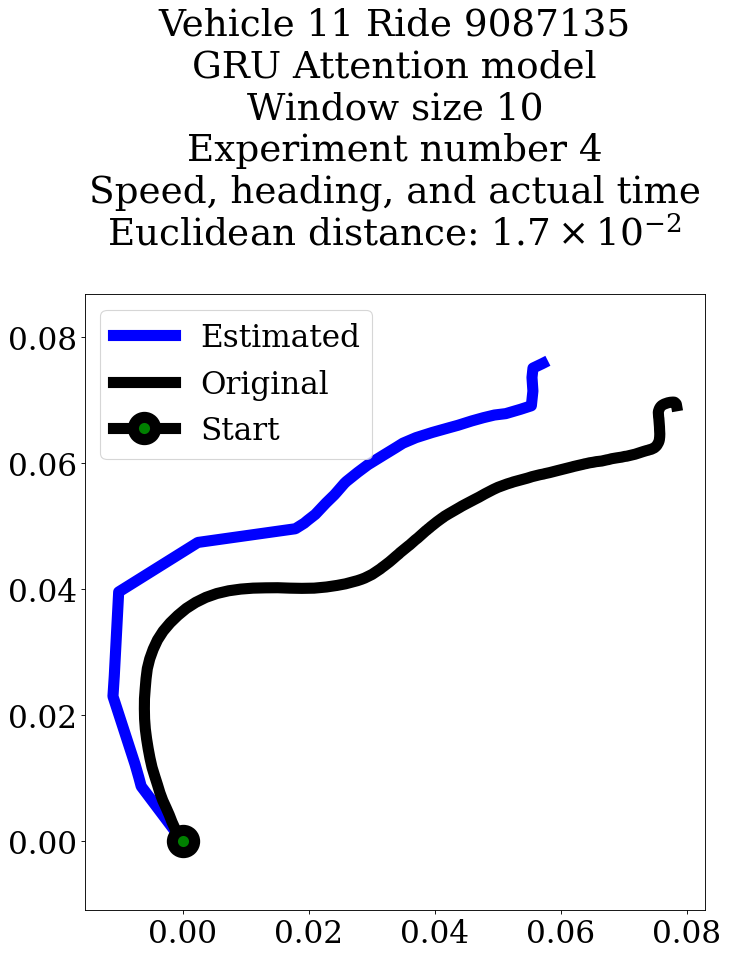 Vehicle 11 Ride 9087135
GRU Attention model
Window size 10
Experiment number 4
Speed, heading, and actual time
Euclidean distance: 1.7 × 10⁻²
Estimated
Original
Start
0.08
0.06
0.04
0.02
0.00
0.00 0.02 0.04 0.06 0.08